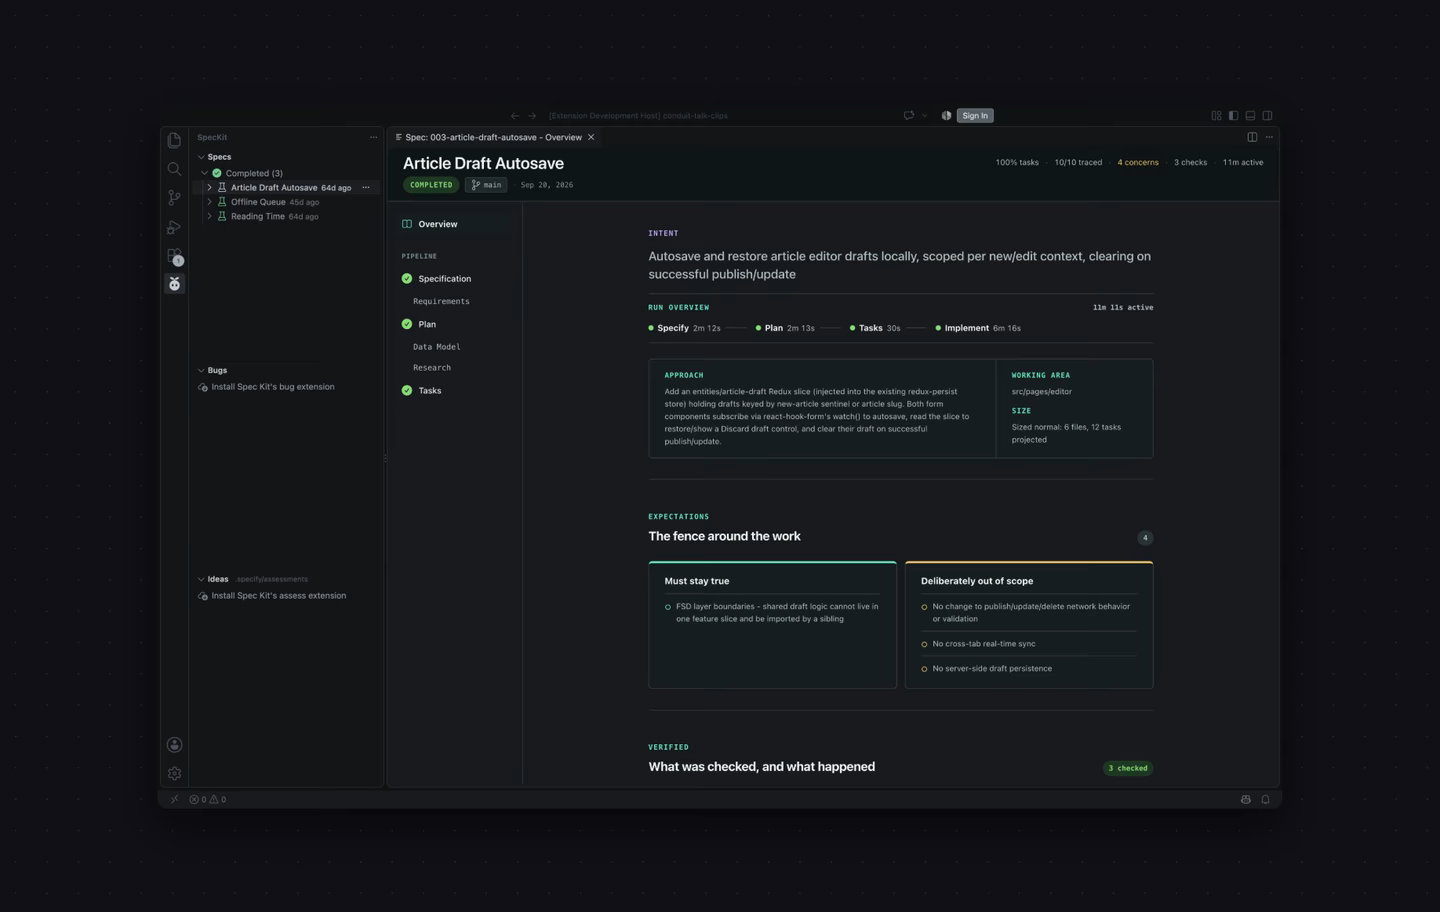 [Extension Development Host] conduit-talk-clips
Sign In
SpecKit
Specs
Completed (3)
Article Draft Autosave 64d ago
Offline Queue 45d ago
Reading Time 64d ago
1
Bugs
Install Spec Kit's bug extension
Ideas .specify/assessments
Install Spec Kit's assess extension
Spec: 003-article-draft-autosave - Overview
Article Draft Autosave
100% tasks · 10/10 traced · 4 concerns · 3 checks · 11m active
COMPLETED
main · Sep 20, 2026
Overview
PIPELINE
Specification
Requirements
Plan
Data Model
Research
Tasks
INTENT
Autosave and restore article editor drafts locally, scoped per new/edit context, clearing on
successful publish/update
RUN OVERVIEW
11m 11s active
Specify 2m 12s
Plan 2m 13s
Tasks 30s
Implement 6m 16s
APPROACH
Add an entities/article-draft Redux slice (injected into the existing redux-persist
store) holding drafts keyed by new-article sentinel or article slug. Both form
components subscribe via react-hook-form's watch() to autosave, read the slice to
restore/show a Discard draft control, and clear their draft on successful
publish/update.
WORKING AREA
src/pages/editor
SIZE
Sized normal: 6 files, 12 tasks
projected
EXPECTATIONS
The fence around the work
4
Must stay true
FSD layer boundaries - shared draft logic cannot live in
one feature slice and be imported by a sibling
Deliberately out of scope
No change to publish/update/delete network behavior
or validation
No cross-tab real-time sync
No server-side draft persistence
VERIFIED
What was checked, and what happened
3 checked
0 0